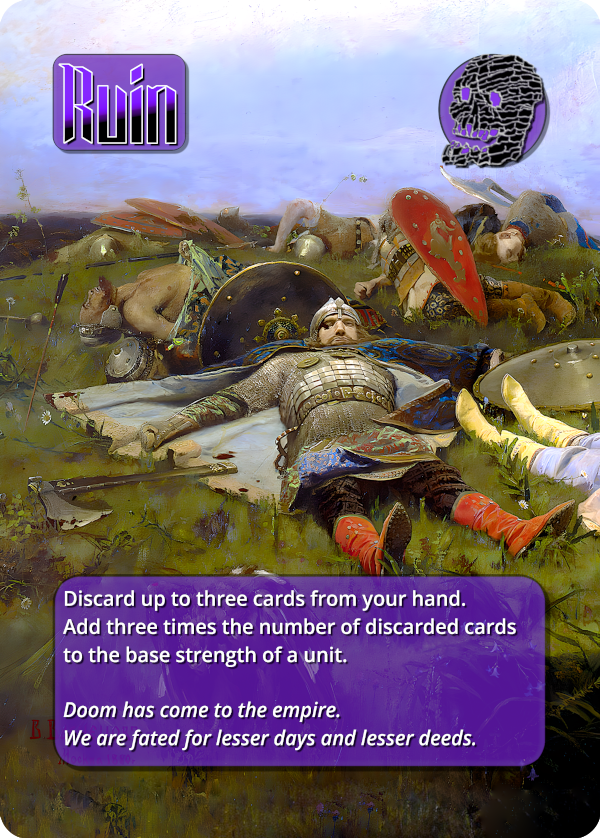 Ruin
Discard up to three cards from your hand.
Add three times the number of discarded cards
to the base strength of a unit.
Doom has come to the empire.
We are fated for lesser days and lesser deeds.